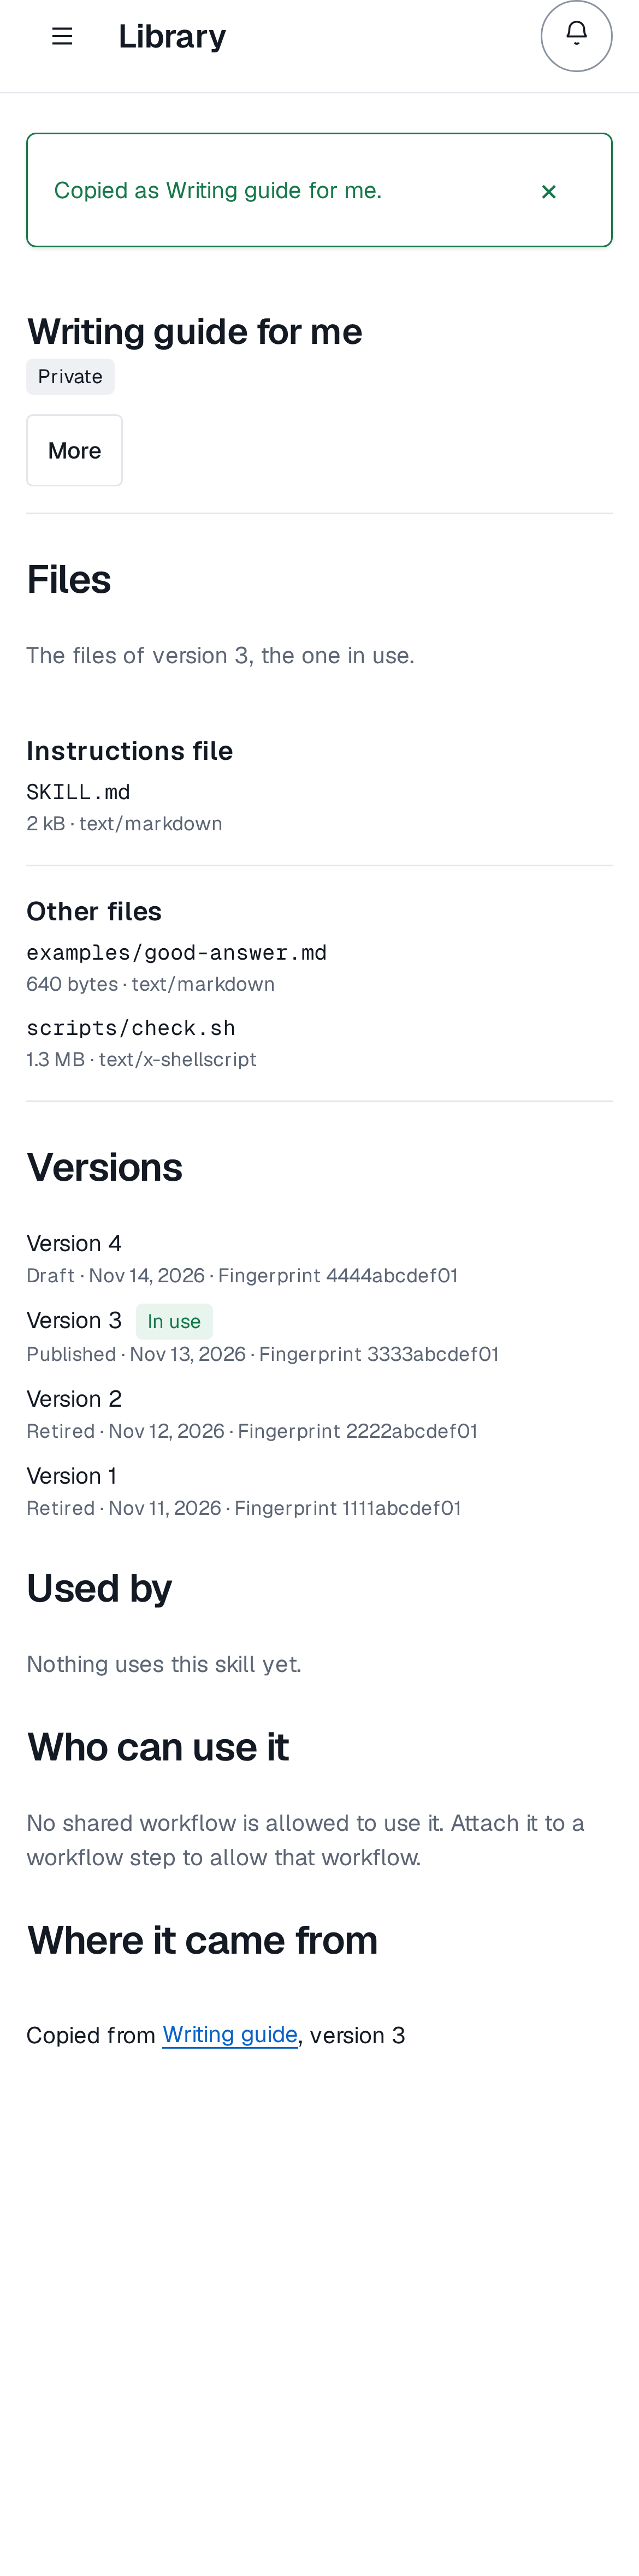 Library
Copied as Writing guide for me.
Writing guide for me
Private
More
Files
The files of version 3, the one in use.
Instructions file
SKILL.md
2 kB · text/markdown
Other files
examples/good-answer.md
640 bytes · text/markdown
scripts/check.sh
1.3 MB · text/x-shellscript
Versions
Version 4
Draft · Nov 14, 2026 · Fingerprint 4444abcdef01
Version 3 In use
Published · Nov 13, 2026 · Fingerprint 3333abcdef01
Version 2
Retired · Nov 12, 2026 · Fingerprint 2222abcdef01
Version 1
Retired · Nov 11, 2026 · Fingerprint 1111abcdef01
Used by
Nothing uses this skill yet.
Who can use it
No shared workflow is allowed to use it. Attach it to a
workflow step to allow that workflow.
Where it came from
Copied from Writing guide, version 3